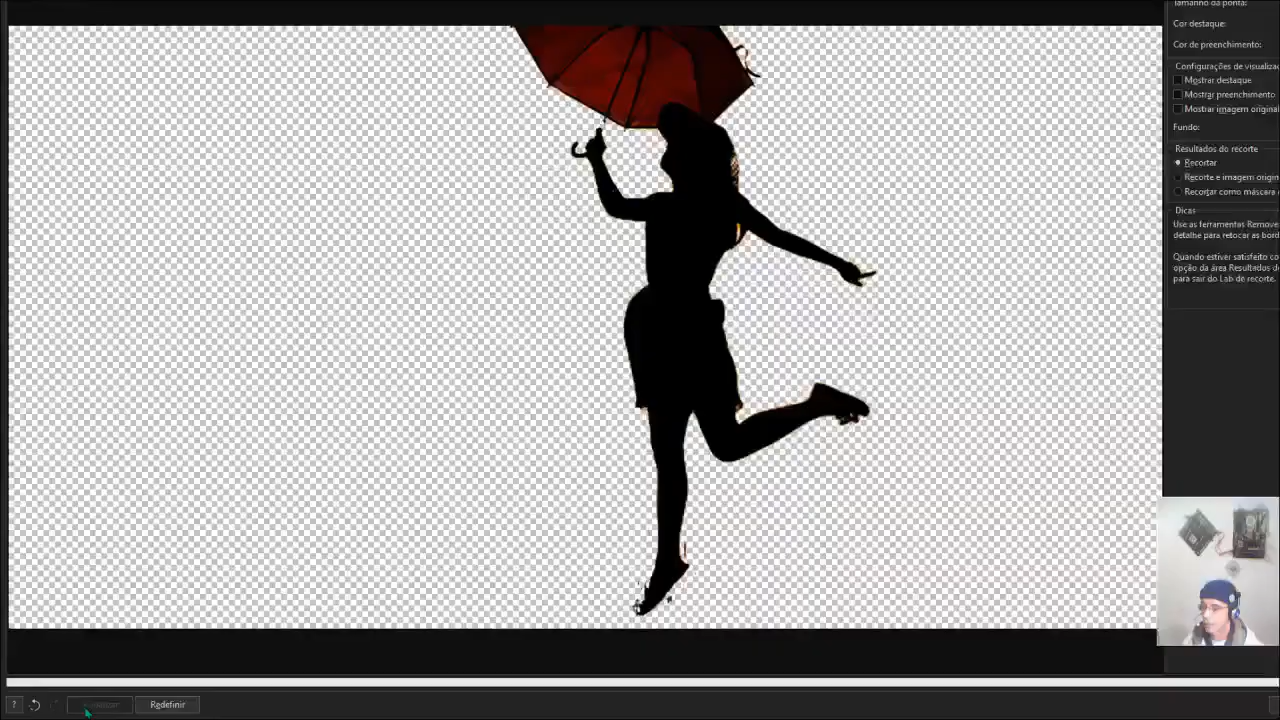 Tamanho da ponta:
Cor destaque:
Cor de preenchimento:
Configurações de visualizaç
Mostrar destaque
Mostrar preenchimento
Mostrar imagem original
Fundo:
Resultados do recorte
Recortar
Recorte e imagem origin
Recortar como máscara
Dicas
Use as ferramentas Remove
detalhe para retocar as bord
Quando estiver satisfeito co
opção da área Resultados d
para sair do Lab de recorte.
?
Redefinir